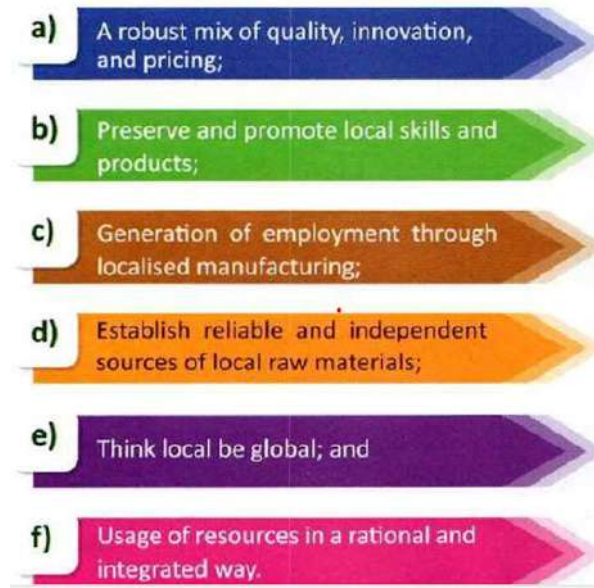 a) A robust mix of quality, innovation,
and pricing;
b) Preserve and promote local skills and
products;
c) Generation of employment through
localised manufacturing;
d) Establish reliable and independent
sources of local raw materials;
e) Think local be global; and
f) Usage of resources in a rational and
integrated way.